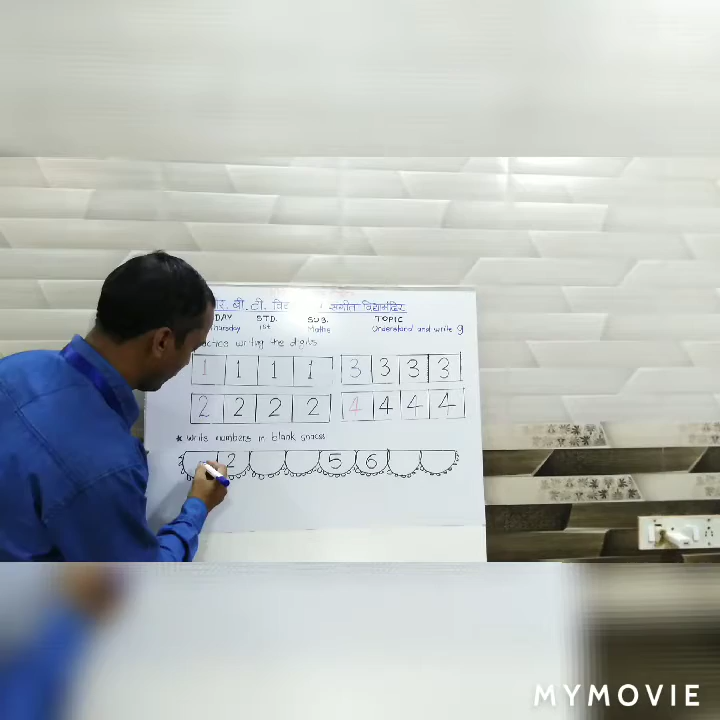 र. बी. टी. संगीत विद्यामंदिर
DAY STD. SUB. TOPIC
1st Maths Understand and write 9
writing the digits
1 1 1 1 3 3 3 3
2 2 2 2 4 4 4 4
* Write numbers in blank spaces
2 5 6
MYMOVIE